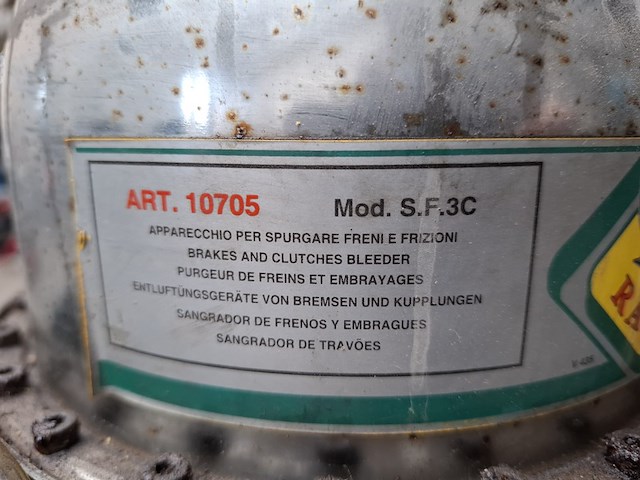 ART. 10705 Mod. S.F.3C
APPARECCHIO PER SPURGARE FRENI E FRIZIONI
BRAKES AND CLUTCHES BLEEDER
PURGEUR DE FREINS ET EMBRAYAGES
ENTLUFTÜNGSGERÄTE VON BREMSEN UND KUPPLUNGEN
SANGRADOR DE FRENOS Y EMBRAGUES
SANGRADOR DE TRAVÕES